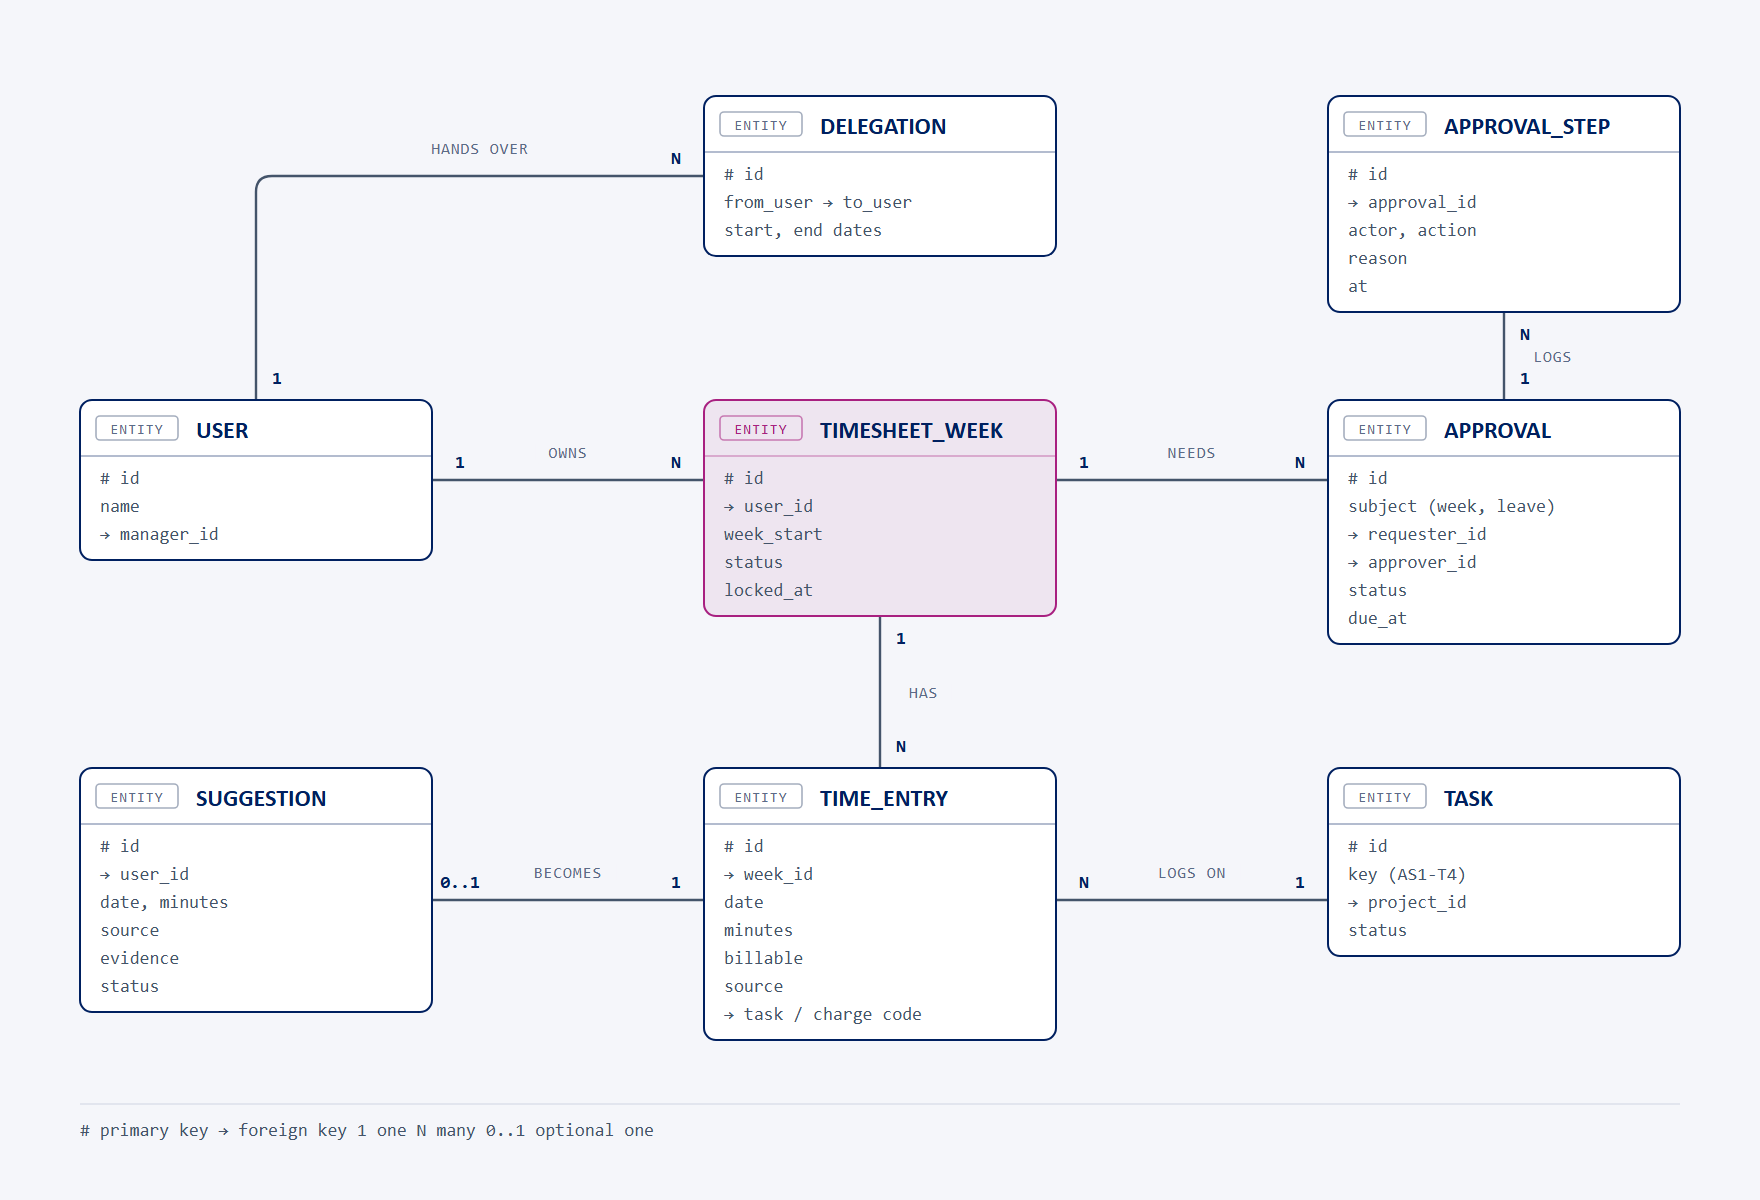 ENTITY DELEGATION
# id
from_user → to_user
start, end dates
ENTITY APPROVAL_STEP
# id
→ approval_id
actor, action
reason
at
HANDS OVER
N
1
N
LOGS
1
ENTITY USER
# id
name
→ manager_id
1 OWNS N
ENTITY TIMESHEET_WEEK
# id
→ user_id
week_start
status
locked_at
1 NEEDS N
ENTITY APPROVAL
# id
subject (week, leave)
→ requester_id
→ approver_id
status
due_at
1
HAS
N
ENTITY SUGGESTION
# id
→ user_id
date, minutes
source
evidence
status
0..1 BECOMES 1
ENTITY TIME_ENTRY
# id
→ week_id
date
minutes
billable
source
→ task / charge code
N LOGS ON 1
ENTITY TASK
# id
key (AS1-T4)
→ project_id
status
# primary key → foreign key 1 one N many 0..1 optional one